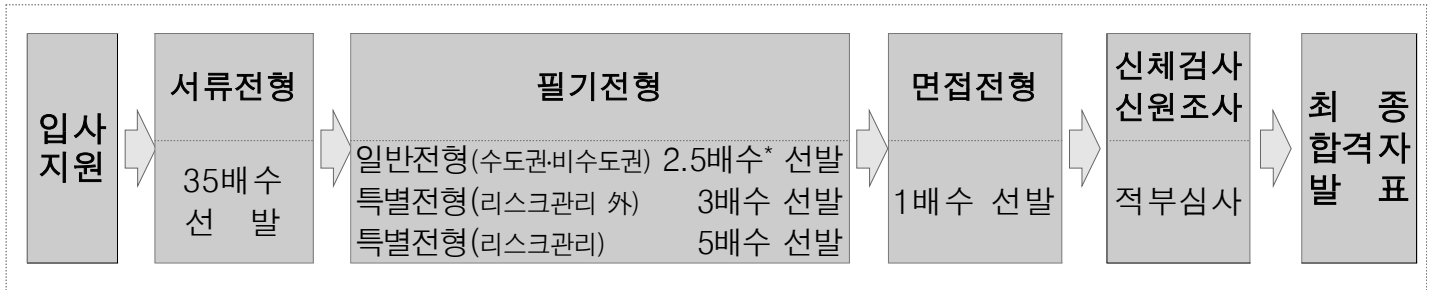 입사
지원
서류전형
35배수
선 발
필기전형
일반전형(수도권·비수도권) 2.5배수* 선발
특별전형(리스크관리 外) 3배수 선발
특별전형(리스크관리) 5배수 선발
면접전형
1배수 선발
신체검사
신원조사
적부심사
최 종
합격자
발 표